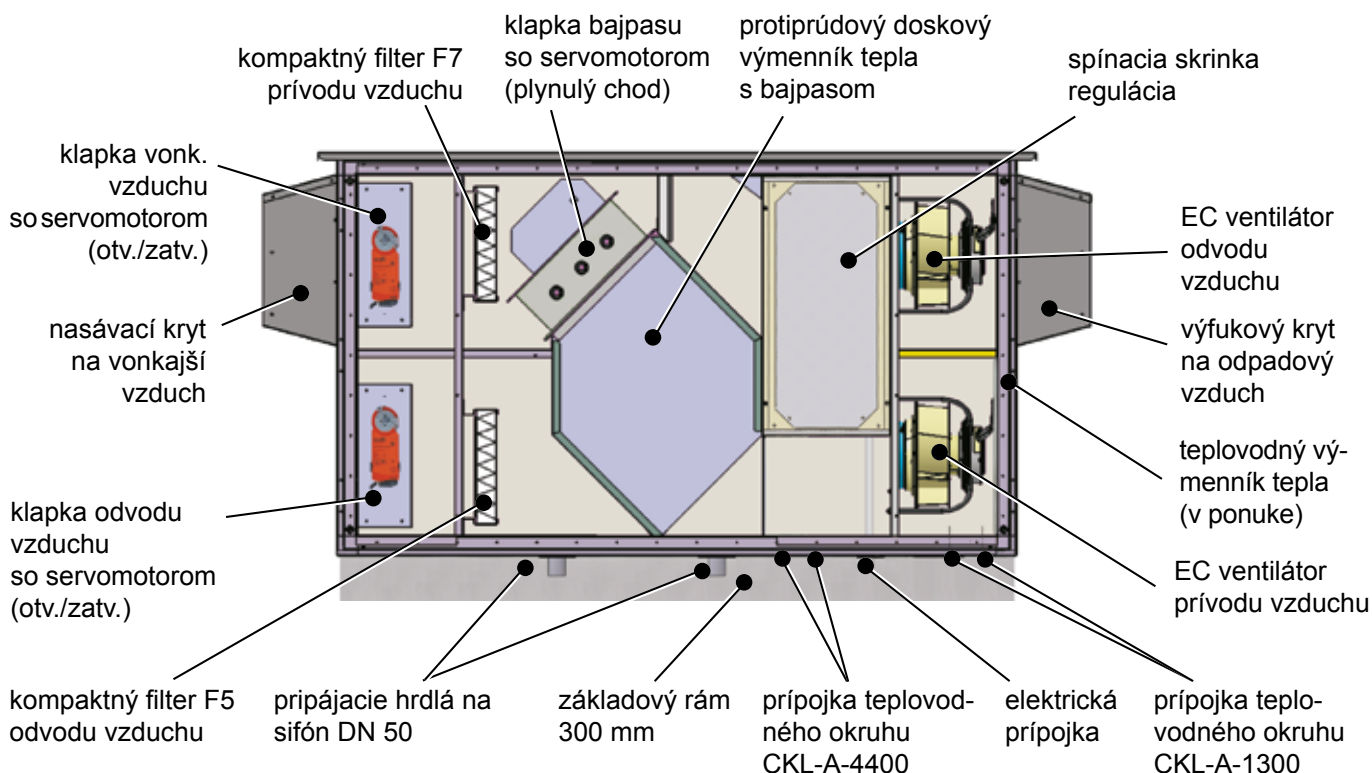 kompaktný filter F7
prívodu vzduchu
klapka bajpasu
so servomotorom
(plynulý chod)
protiprúdový doskový
výmenník tepla
s bajpasom
spínacia skrinka
regulácia
klapka vonk.
vzduchu
so servomotorom
(otv./zatv.)
nasávací kryt
na vonkajší
vzduch
klapka odvodu
vzduchu
so servomotorom
(otv./zatv.)
EC ventilátor
odvodu
vzduchu
výfukový kryt
na odpadový
vzduch
teplovodný vý-
menník tepla
(v ponuke)
EC ventilátor
prívodu vzduchu
kompaktný filter F5
odvodu vzduchu
pripájacie hrdlá na
sifón DN 50
základový rám
300 mm
prípojka teplovod-
ného okruhu
CKL-A-4400
elektrická
prípojka
prípojka teplo-
vodného okruhu
CKL-A-1300